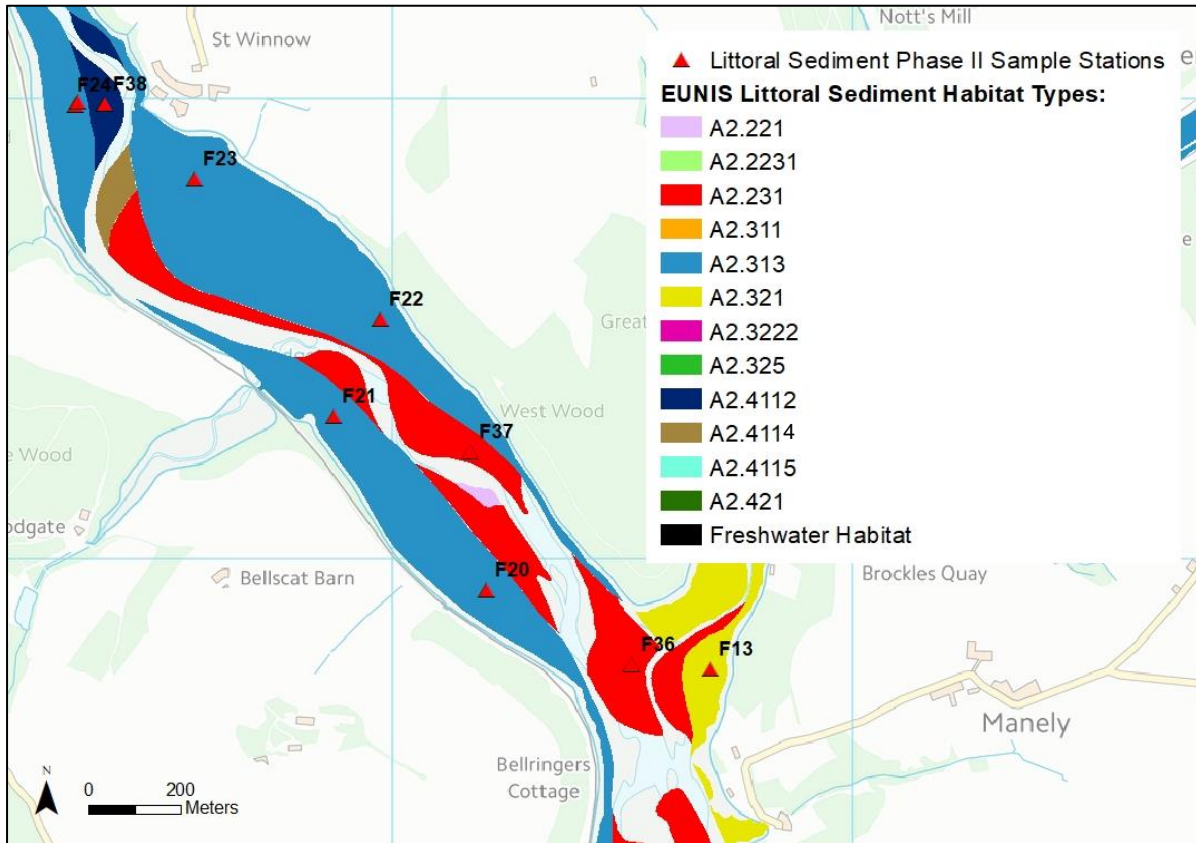 Nott's Mill
St Winnow
Littoral Sediment Phase II Sample Stations
EUNIS Littoral Sediment Habitat Types:
A2.221
A2.2231
A2.231
A2.311
A2.313
A2.321
A2.3222
A2.325
A2.4112
A2.4114
A2.4115
A2.421
Freshwater Habitat
F24
F38
F23
F22
Great
F21
West Wood
F37
e Wood
odgate
Bellscat Barn
F20
Brockles Quay
F36
F13
Manely
Bellringers
Cottage
N
0 200
Meters